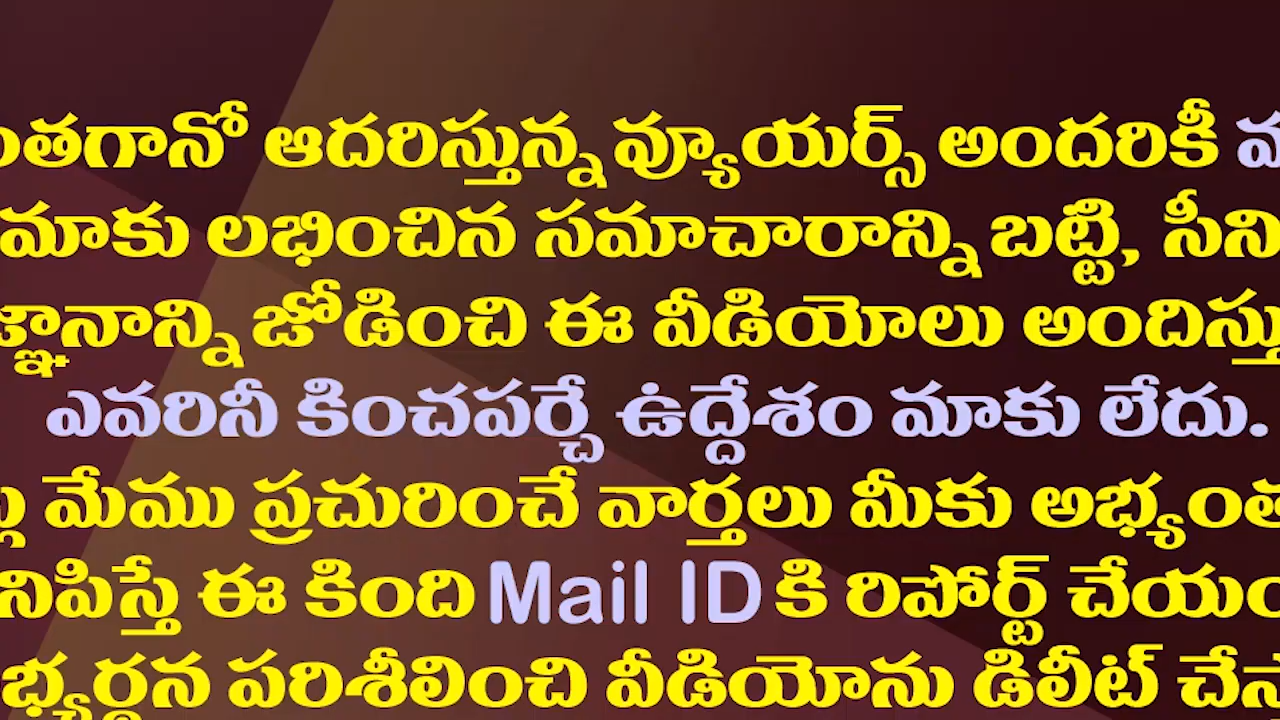 ంతగానో ఆదరిస్తున్న వ్యూయర్స్ అందరికీ
మాకు లభించిన సమాచారాన్ని బట్టి, సీని
జ్ఞానాన్ని జోడించి ఈ వీడియోలు అందిస్తు
ఎవరినీ కించపర్చే ఉద్దేశం మాకు లేదు.
మేము ప్రచురించే వార్తలు మీకు అభ్యంత
నిపిస్తే ఈ కింది Mail ID కి రిపోర్ట్ చేయం
భ్యర్థన పరిశీలించి వీడియోను డిలీట్ చేస